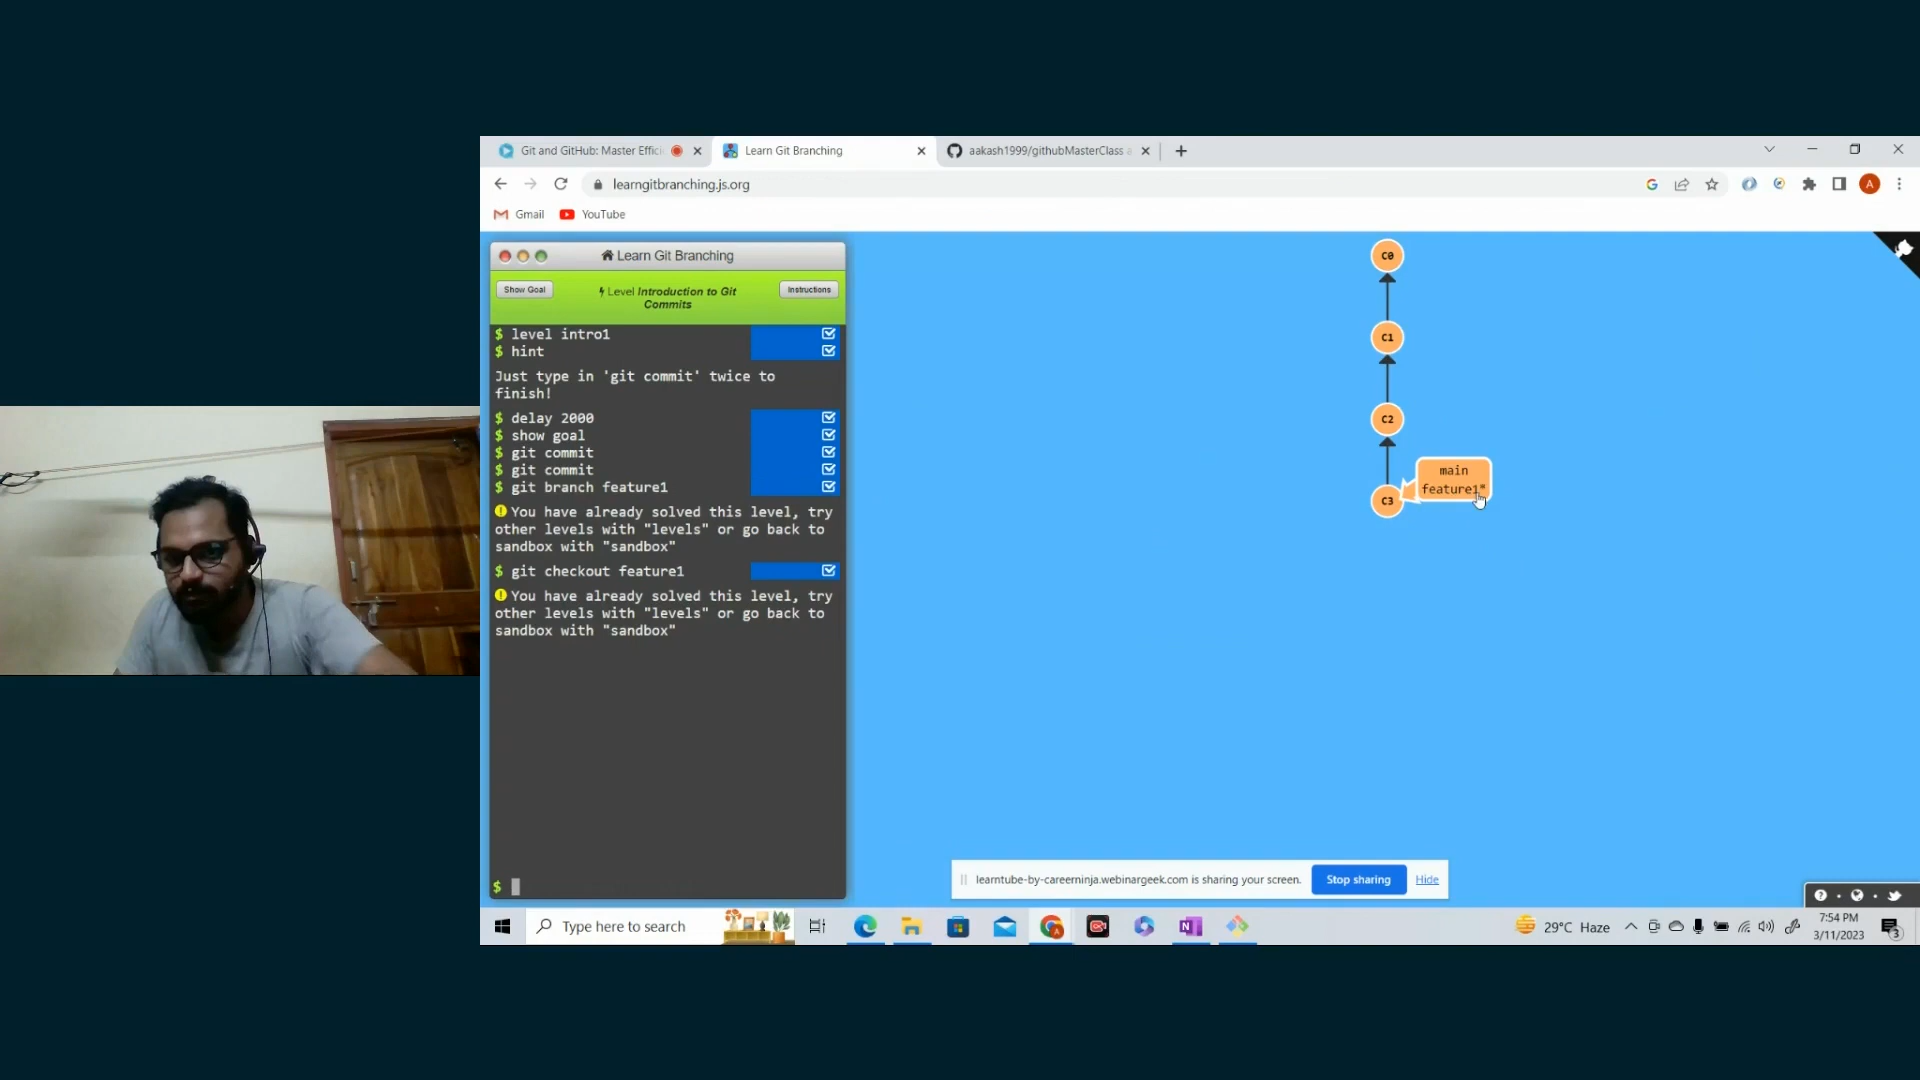 Git and GitHub: Master Effici
Learn Git Branching
aakash1999/githubMasterClass a
learngitbranching.js.org
A
Gmail
YouTube
Learn Git Branching
Show Goal
Level Introduction to Git
Commits
Instructions
$ level intro1
$ hint
Just type in 'git commit' twice to
finish!
$ delay 2000
$ show goal
$ git commit
$ git commit
$ git branch feature1
You have already solved this level, try
other levels with "levels" or go back to
sandbox with "sandbox"
$ git checkout feature1
You have already solved this level, try
other levels with "levels" or go back to
sandbox with "sandbox"
$
C0
C1
C2
C3
main
feature1*
learntube-by-careerninja.webinargeek.com is sharing your screen.
Stop sharing
Hide
Type here to search
29°C Haze
7:54 PM
3/11/2023
3